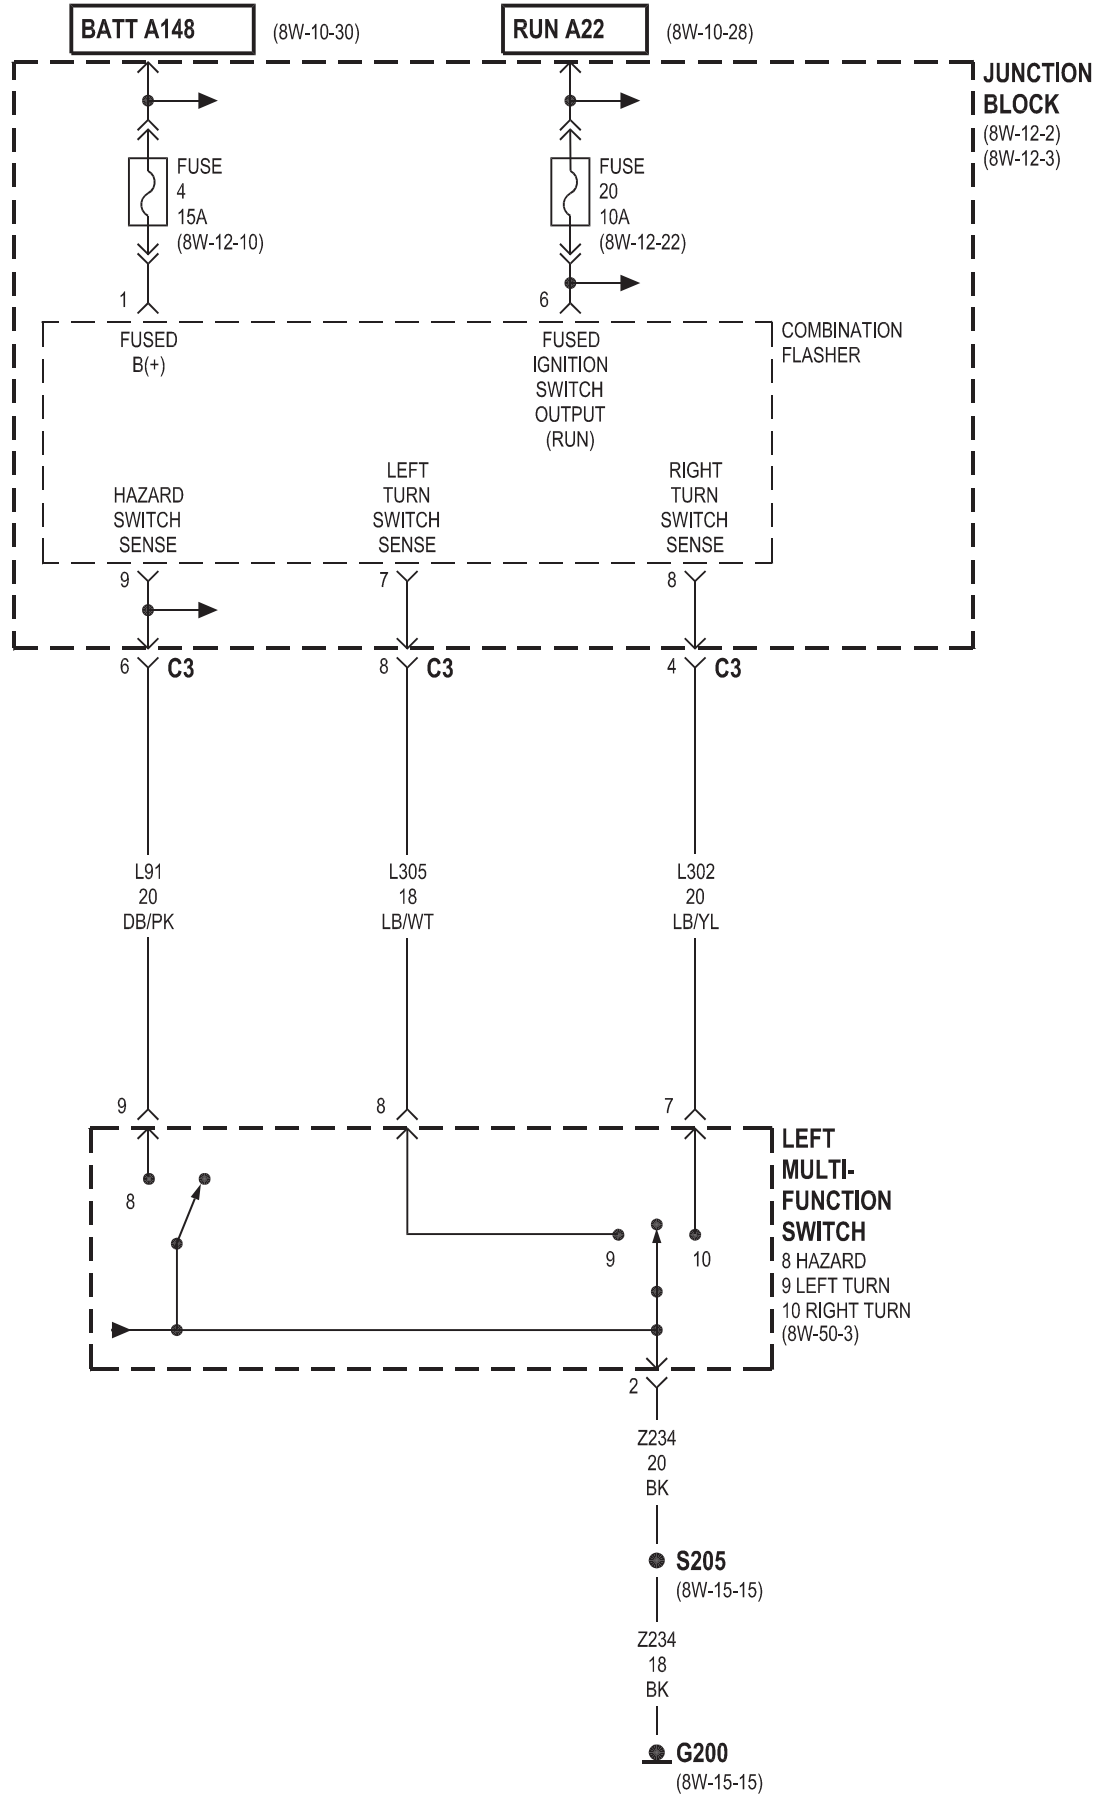 BATT A148
(8W-10-30)
RUN A22
(8W-10-28)
JUNCTION
BLOCK
(8W-12-2)
(8W-12-3)
FUSE
4
15A
(8W-12-10)
FUSE
20
10A
(8W-12-22)
1
6
COMBINATION
FLASHER
FUSED
B(+)
FUSED
IGNITION
SWITCH
OUTPUT
(RUN)
HAZARD
SWITCH
SENSE
LEFT
TURN
SWITCH
SENSE
RIGHT
TURN
SWITCH
SENSE
9
7
8
6
C3
8
C3
4
C3
L91
20
DB/PK
L305
18
LB/WT
L302
20
LB/YL
9
8
7
LEFT
MULTI-
FUNCTION
SWITCH
8 HAZARD
9 LEFT TURN
10 RIGHT TURN
(8W-50-3)
8
9
10
2
Z234
20
BK
S205
(8W-15-15)
Z234
18
BK
G200
(8W-15-15)